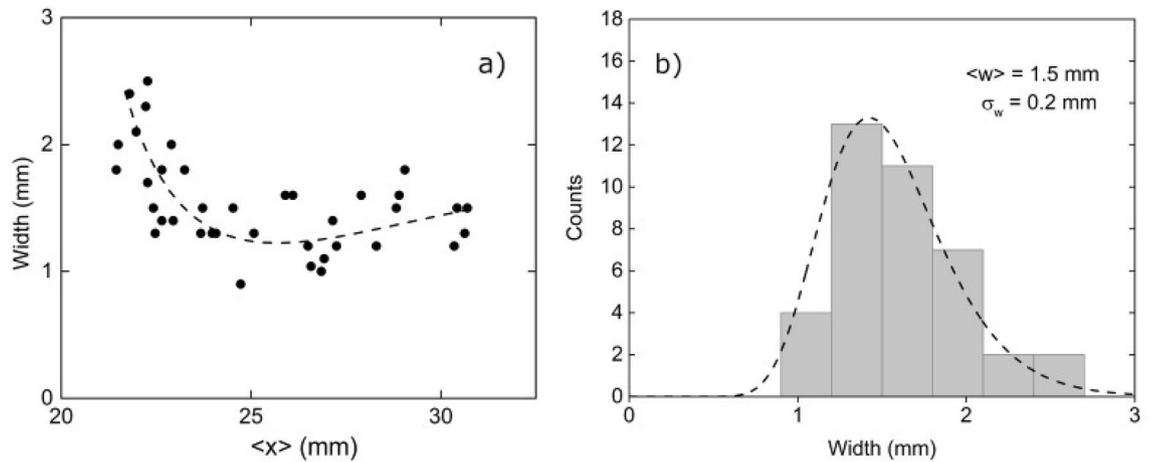 3
a)
2
Width (mm)
1
0
20 25 30
<x> (mm)
18
b)
16
<w> = 1.5 mm
14
σw = 0.2 mm
12
10
Counts
8
6
4
2
0
0 1 2 3
Width (mm)